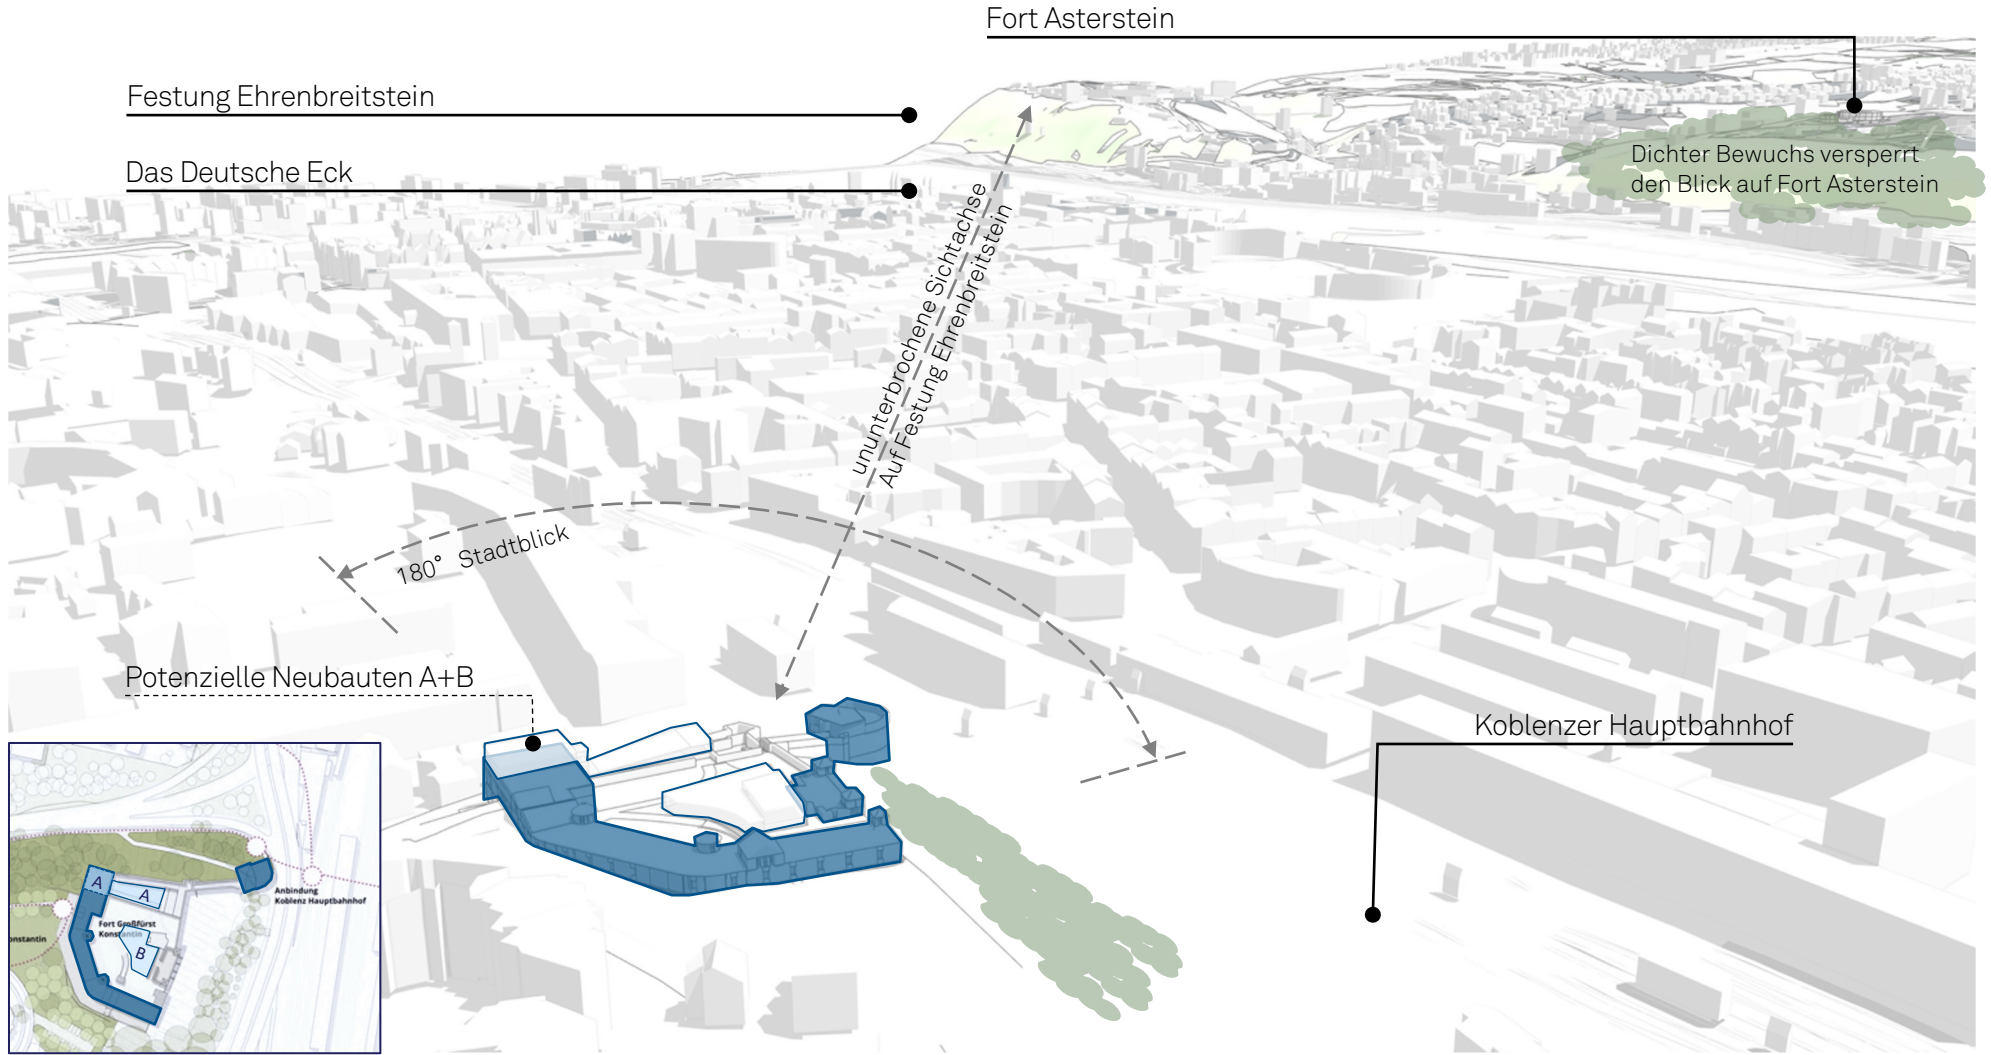 Fort Asterstein
Festung Ehrenbreitstein
Das Deutsche Eck
Dichter Bewuchs versperrt
den Blick auf Fort Asterstein
ununterbrochene Sichtachse
Auf Festung Ehrenbreitstein
180° Stadtblick
Potenzielle Neubauten A+B
Koblenzer Hauptbahnhof
A
A
Anbindung
Koblenz Hauptbahnhof
Fort Großfürst
Konstantin
onstantin
B